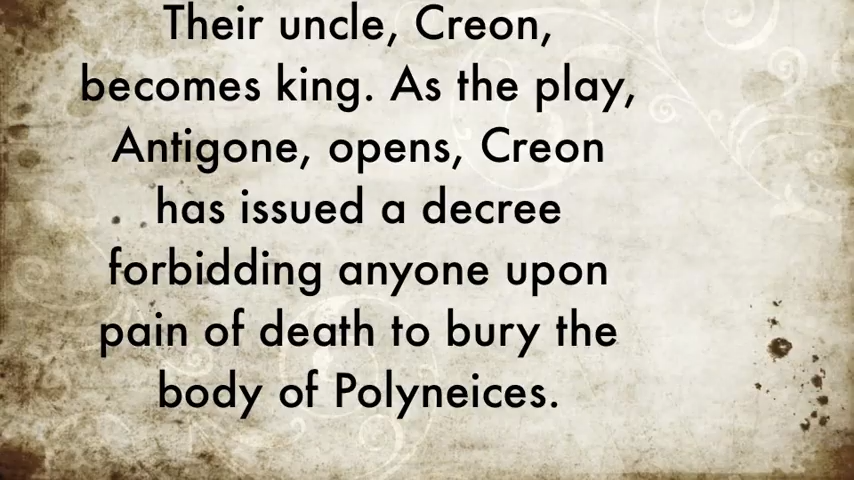 Their uncle, Creon,
becomes king. As the play,
Antigone, opens, Creon
has issued a decree
forbidding anyone upon
pain of death to bury the
body of Polyneices.